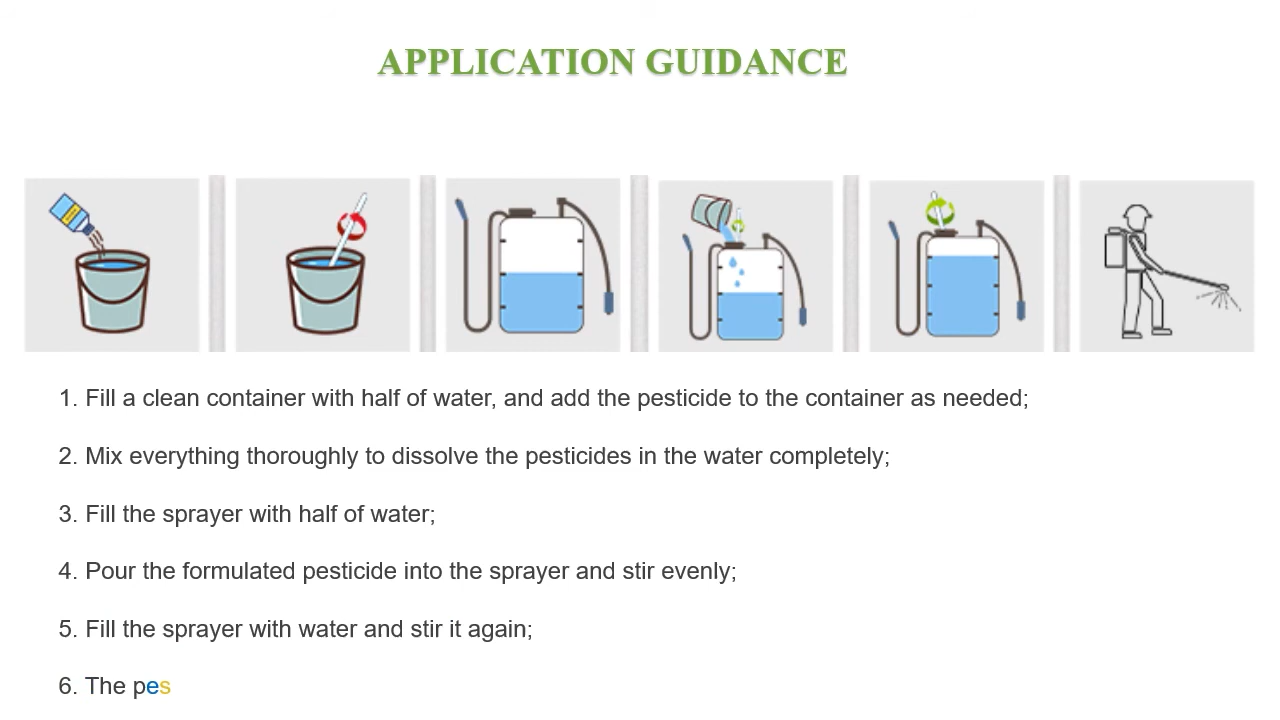 APPLICATION GUIDANCE
1. Fill a clean container with half of water, and add the pesticide to the container as needed;
2. Mix everything thoroughly to dissolve the pesticides in the water completely;
3. Fill the sprayer with half of water;
4. Pour the formulated pesticide into the sprayer and stir evenly;
5. Fill the sprayer with water and stir it again;
6. The pes